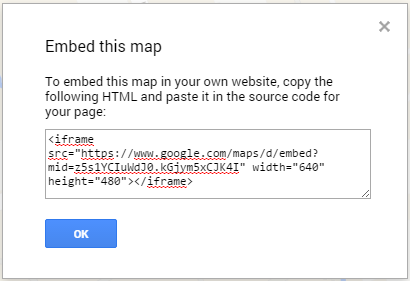 Embed this map
To embed this map in your own website, copy the
following HTML and paste it in the source code for
your page:
<iframe
src="https://www.google.com/maps/d/embed?
mid=z5s1YCIuWdJ0.kGjym5xCJK4I" width="640"
height="480"></iframe>
OK